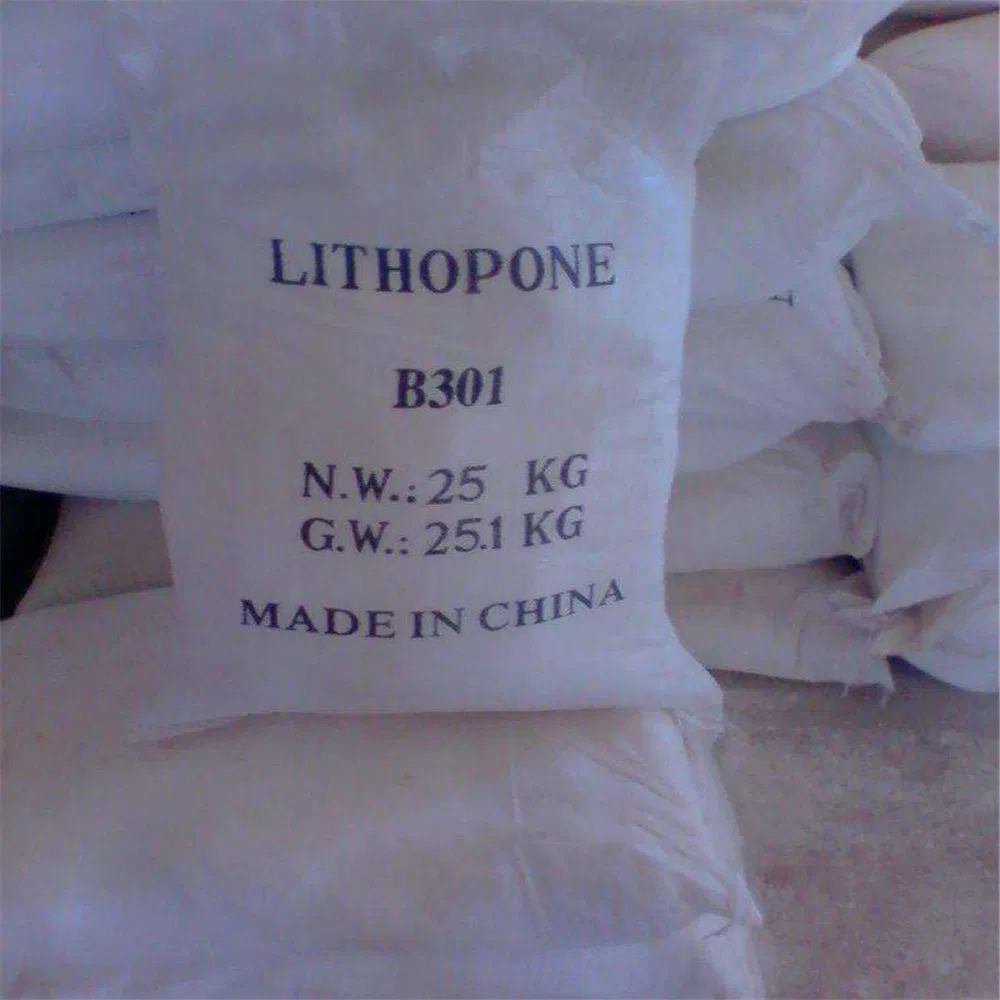 LITHOPONE
B301
N.W.: 25 KG
G.W.: 25.1 KG
MADE IN CHINA